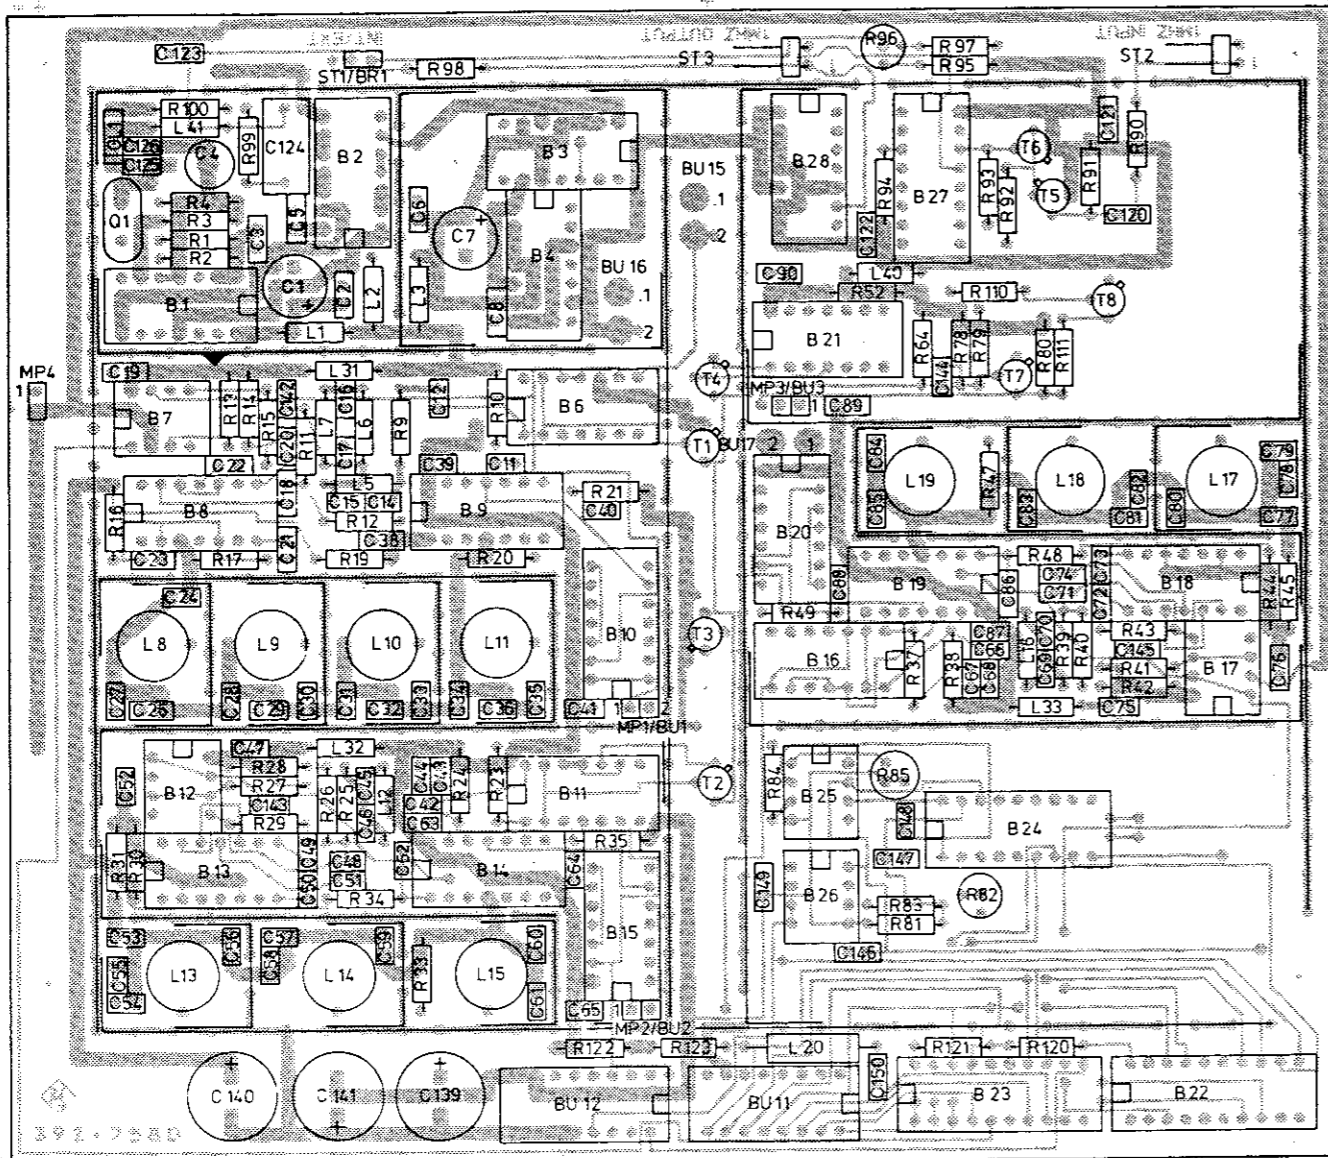 INT/EXT
1MHZ OUTPUT
1MHZ INPUT
C123
ST1/BR1
R98
ST3
R96
R97
R95
ST2
R100
L41
C126
C125
C4
R99
C124
B2
B3
BU15
.1
.2
B28
R94
B27
T6
R93
R92
T5
R91
C121
R90
C120
C122
Q1
R4
R3
R1
R2
C3
C5
C6
C7
B4
B1
C1
C2
L2
L3
C8
L1
BU16
.1
.2
C90
L40
R52
R110
T8
B21
R64
C144
R78
R79
T7
R80
R111
MP4
1
C19
L31
B7
R13
R14
R15
C142
C20
R11
L7
C16
C17
L6
R9
C12
R10
B6
T4
MP3/BU3
1
C89
T1
BU17
2
1
C22
C39
C11
C84
C85
L19
R47
C83
L18
C82
C81
C80
L17
C79
C78
C77
R16
B8
C18
L5
C15
C14
R12
C38
B9
R21
C40
C21
C23
R17
R19
R20
B20
C88
B19
C86
R48
C74
C71
C73
C72
B18
R44
R45
C24
L8
L9
L10
L11
B10
T3
R49
B16
R37
R38
C87
C66
C67
C68
L16
C70
C69
R39
R40
R43
C145
R41
R42
B17
C76
L33
C75
C27
C26
C28
C29
C30
C31
C32
C33
C34
C36
C35
C41
1
2
MP1/BU1
C47
L32
C52
B12
R28
R27
C143
R29
R26
R25
C45
C46
L12
C44
C43
C42
C63
R24
R23
B11
T2
R84
B25
R85
C148
B24
R31
R30
B13
C49
C50
C48
C51
R34
C62
B14
C64
R35
C149
B26
C147
R82
R83
R81
C146
C53
C55
C54
L13
C56
C57
C58
L14
C59
R33
L15
C60
C61
B15
C65
1
MP2/BU2
R122
R123
L20
C150
R121
R120
C140
C141
C139
BU12
BU11
B23
B22
392.7580